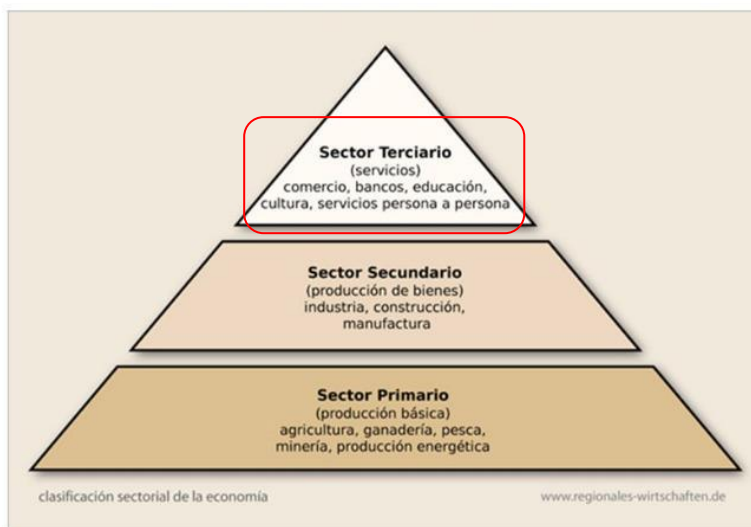 Sector Terciario
(servicios)
comercio, bancos, educación,
cultura, servicios persona a persona
Sector Secundario
(producción de bienes)
industria, construcción,
manufactura
Sector Primario
(producción básica)
agricultura, ganadería, pesca,
minería, producción energética
clasificación sectorial de la economía
www.regionales-wirtschaften.de